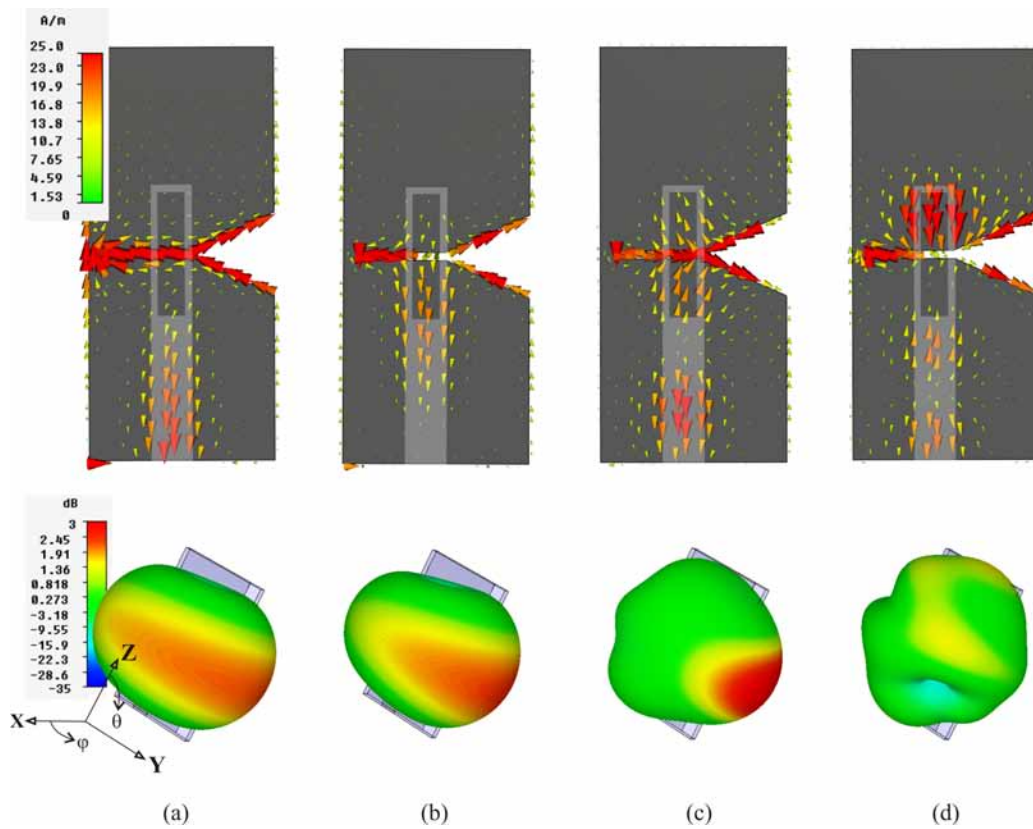 A/m
25.0
23.0
19.9
16.8
13.8
10.7
7.65
4.59
1.53
0
dB
3
2.45
1.91
1.36
0.818
0.273
-3.18
-9.55
-15.9
-22.3
-28.6
-35
Z
X
θ
φ
Y
(a) (b) (c) (d)